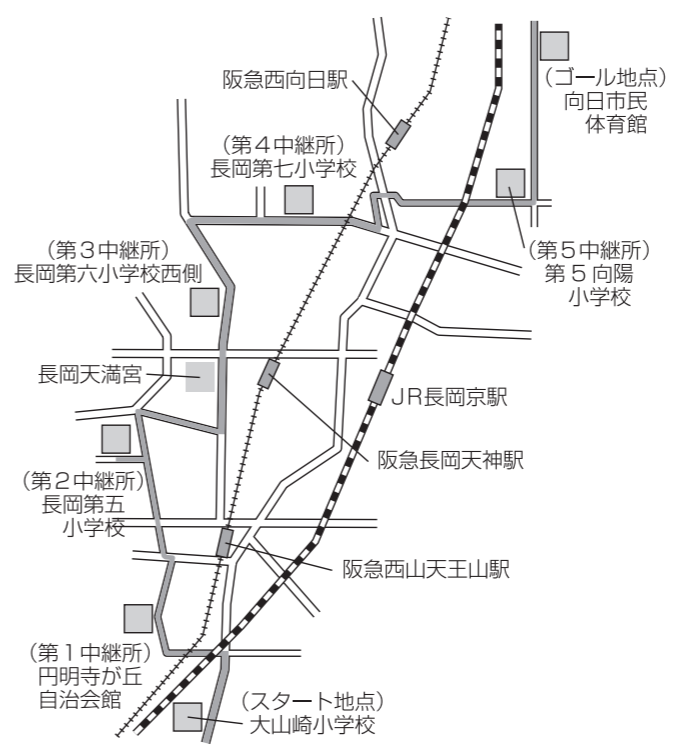 阪急西向日駅
(ゴール地点)
向日市民
体育館
(第4中継所)
長岡第七小学校
(第3中継所)
長岡第六小学校西側
(第5中継所)
第5向陽
小学校
長岡天満宮
JR長岡京駅
阪急長岡天神駅
(第2中継所)
長岡第五
小学校
阪急西山天王山駅
(第1中継所)
円明寺が丘
自治会館
(スタート地点)
大山崎小学校